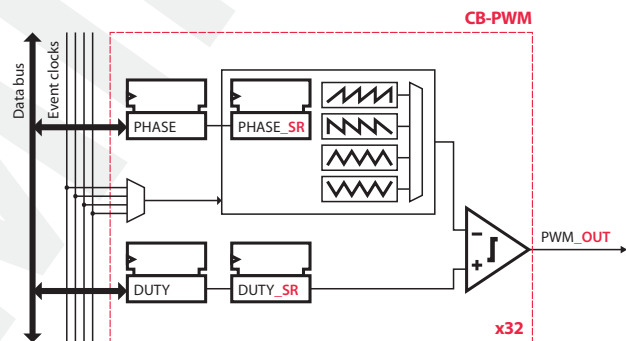 CB-PWM
Data bus
Event clocks
PHASE
PHASE_SR
DUTY
DUTY_SR
PWM_OUT
x32